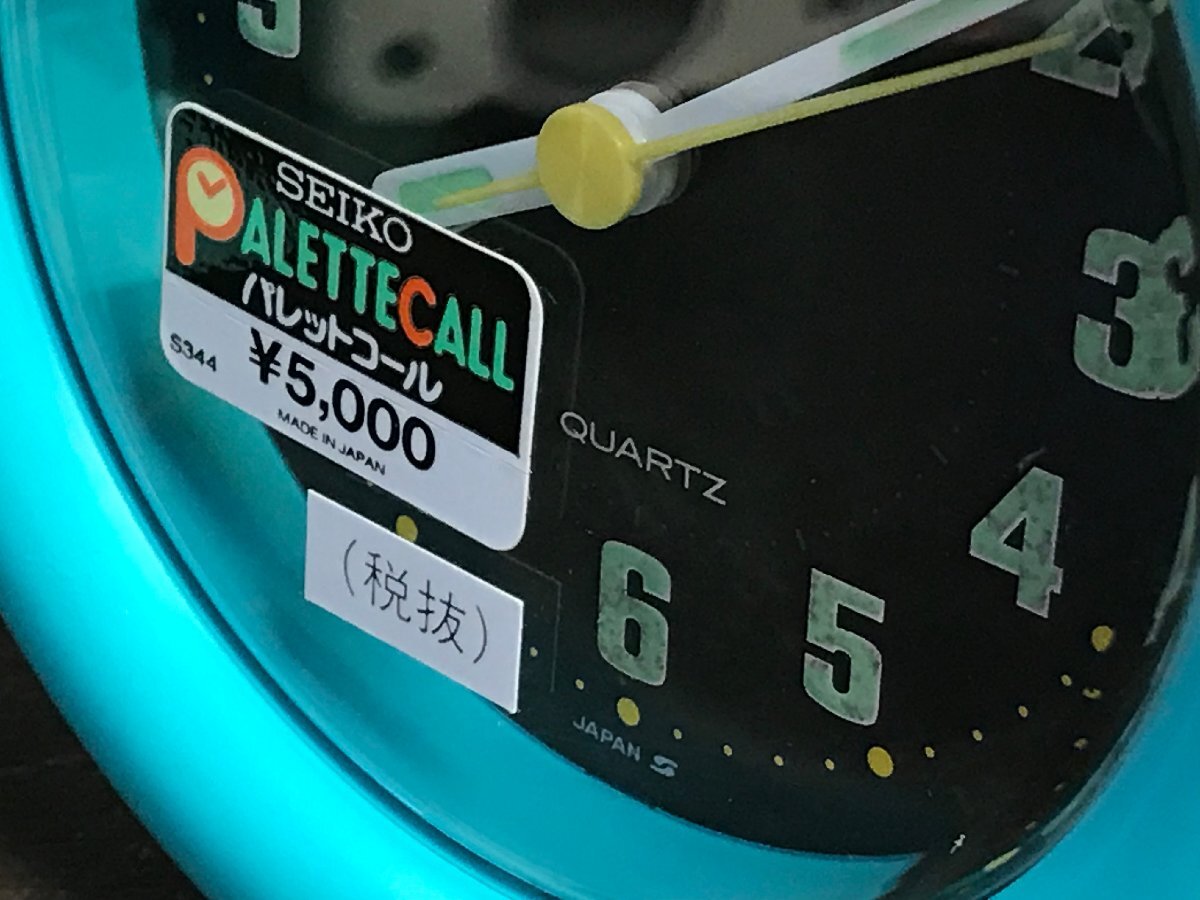 SEIKO
PALETTECALL
パレットコール
S344
¥5,000
MADE IN JAPAN
(税抜)
QUARTZ
3
4
5
6
JAPAN S